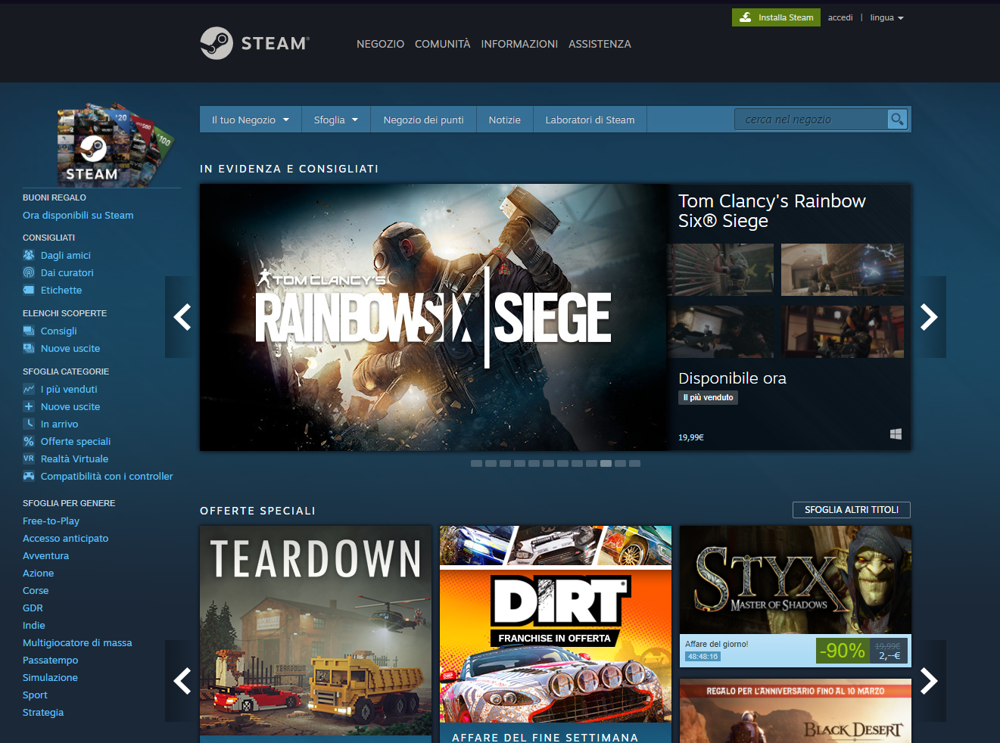 Installa Steam
accedi | lingua
STEAM®
NEGOZIO COMUNITÀ INFORMAZIONI ASSISTENZA
$20
$50
$100
STEAM
BUONI REGALO
Ora disponibili su Steam
CONSIGLIATI
Dagli amici
Dai curatori
Etichette
ELENCHI SCOPERTE
Consigli
Nuove uscite
SFOGLIA CATEGORIE
I più venduti
Nuove uscite
In arrivo
% Offerte speciali
VR Realtà Virtuale
Compatibilità con i controller
SFOGLIA PER GENERE
Free-to-Play
Accesso anticipato
Avventura
Azione
Corse
GDR
Indie
Multigiocatore di massa
Passatempo
Simulazione
Sport
Strategia
Il tuo Negozio Sfoglia Negozio dei punti Notizie Laboratori di Steam
cerca nel negozio
IN EVIDENZA E CONSIGLIATI
TOM CLANCY'S
RAINBOW SIX | SIEGE
Tom Clancy's Rainbow
Six® Siege
Disponibile ora
Il più venduto
19,99€
OFFERTE SPECIALI
SFOGLIA ALTRI TITOLI
TEARDOWN
TEARDOWN
DIRT
FRANCHISE IN OFFERTA
AFFARE DEL FINE SETTIMANA
STYX
MASTER OF SHADOWS
Affare del giorno!
48:48:16
-90%
19,99€
2,--€
REGALO PER L'ANNIVERSARIO FINO AL 10 MARZO
BLACK DESERT